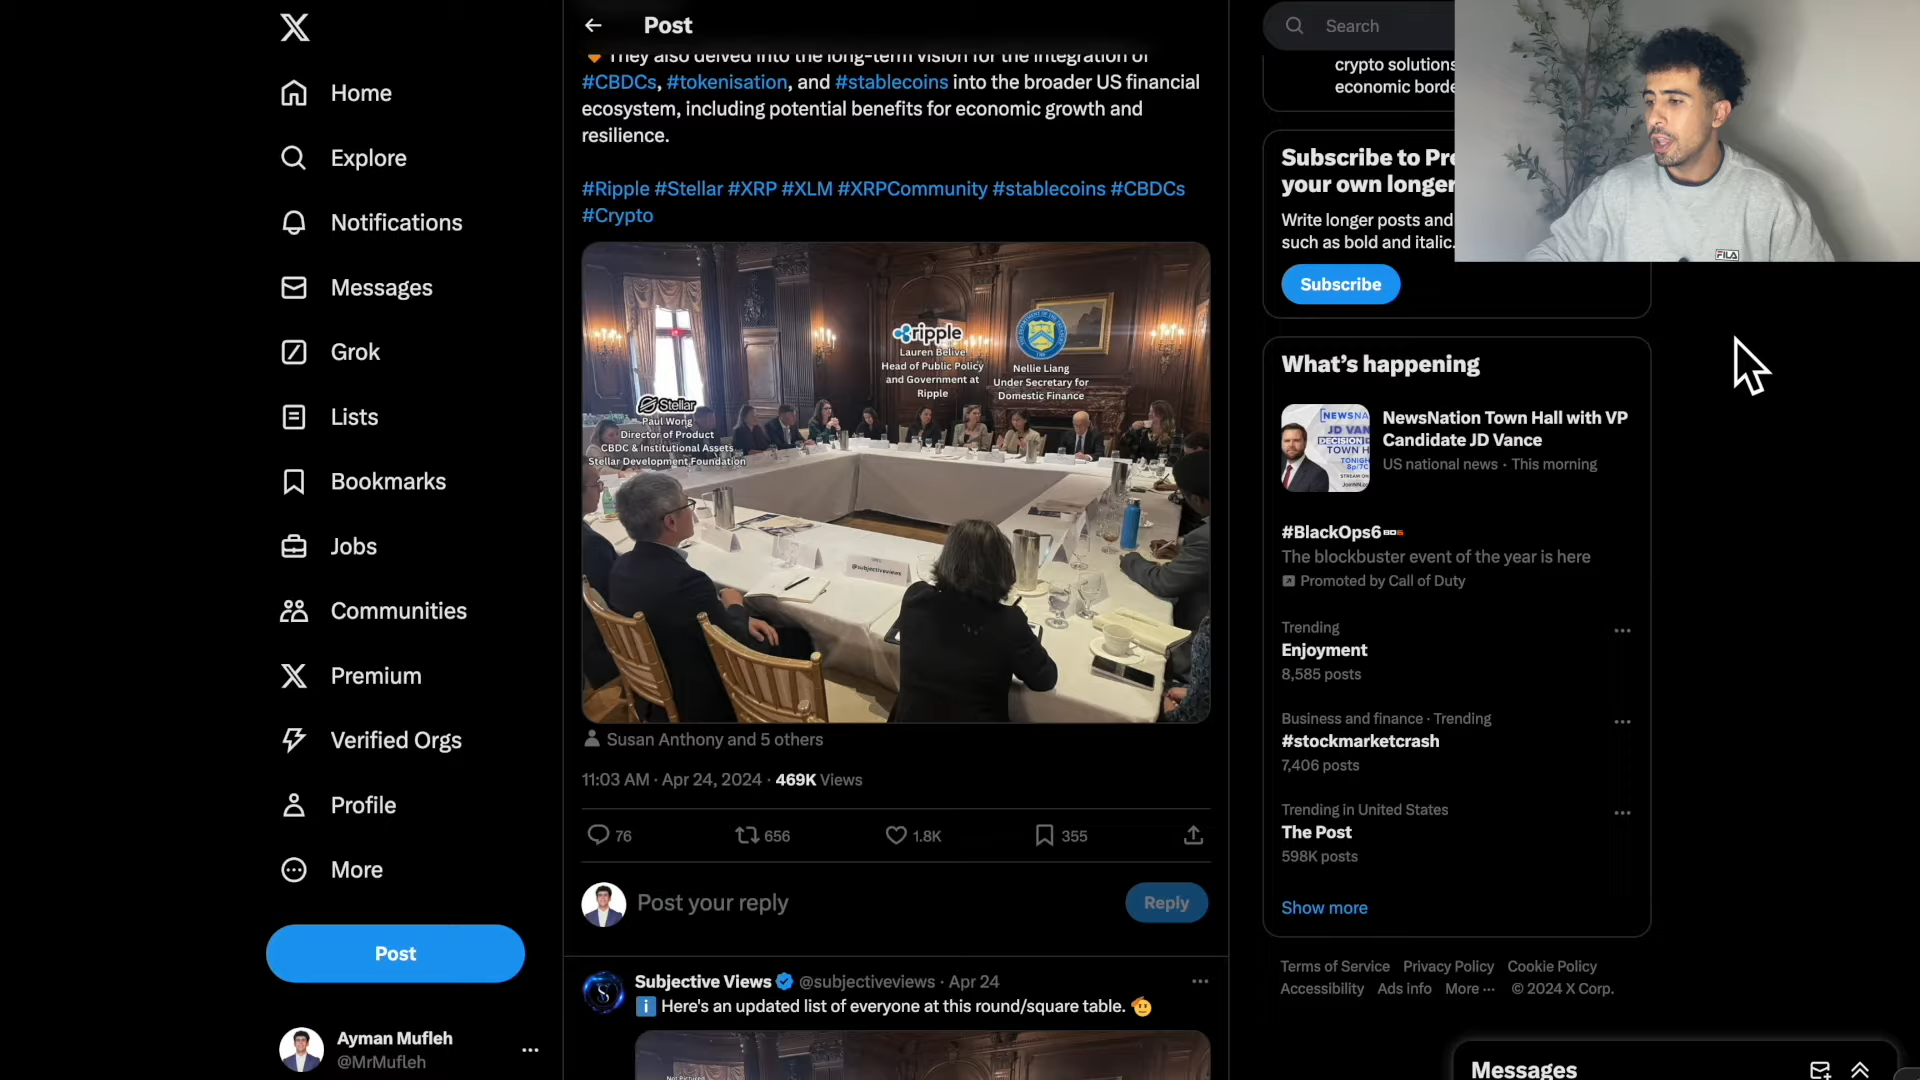 Home
Explore
Notifications
Messages
Grok
Lists
Bookmarks
Jobs
Communities
Premium
Verified Orgs
Profile
More
Post
Ayman Mufleh
@MrMufleh
Post
They also delved into the long-term vision for the integration of
#CBDCs, #tokenisation, and #stablecoins into the broader US financial
ecosystem, including potential benefits for economic growth and
resilience.
#Ripple #Stellar #XRP #XLM #XRPCommunity #stablecoins #CBDCs
#Crypto
ripple
Lauren Belive
Head of Public Policy
and Government at
Ripple
Nellie Liang
Under Secretary for
Domestic Finance
Stellar
Paul Wong
Director of Product
CBDC & Institutional Assets
Stellar Development Foundation
@subjectiveviews
Susan Anthony and 5 others
11:03 AM · Apr 24, 2024 · 469K Views
76 656 1.8K 355
Post your reply
Reply
Subjective Views @subjectiveviews · Apr 24
Here's an updated list of everyone at this round/square table.
Not Pictured
Search
crypto solutions
economic borde
Subscribe to Pre
your own longer
Write longer posts and
such as bold and italic.
Subscribe
FILA
What's happening
NewsNation Town Hall with VP
Candidate JD Vance
US national news · This morning
#BlackOps6
The blockbuster event of the year is here
Promoted by Call of Duty
Trending
Enjoyment
8,585 posts
Business and finance · Trending
#stockmarketcrash
7,406 posts
Trending in United States
The Post
598K posts
Show more
Terms of Service Privacy Policy Cookie Policy
Accessibility Ads info More ··· © 2024 X Corp.
Messages